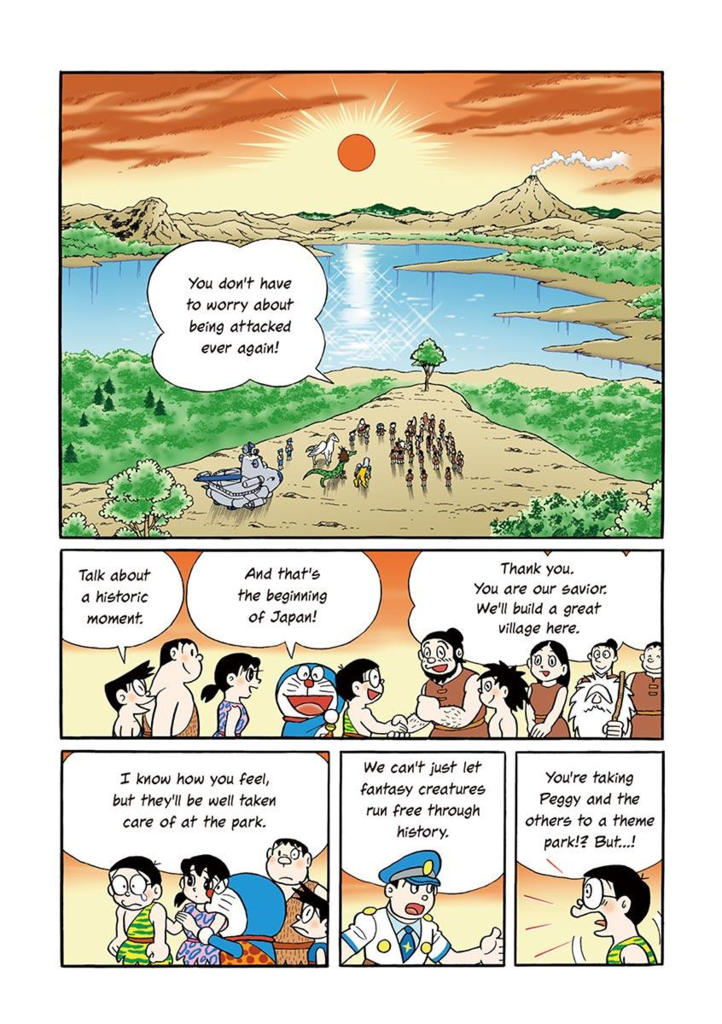 You don't have
to worry about
being attacked
ever again!
Thank you.
You are our savior.
We'll build a great
village here.
And that's
the beginning
of Japan!
Talk about
a historic
moment.
You're taking
Peggy and the
others to a theme
park!? But...!
We can't just let
fantasy creatures
run free through
history.
I know how you feel,
but they'll be well taken
care of at the park.